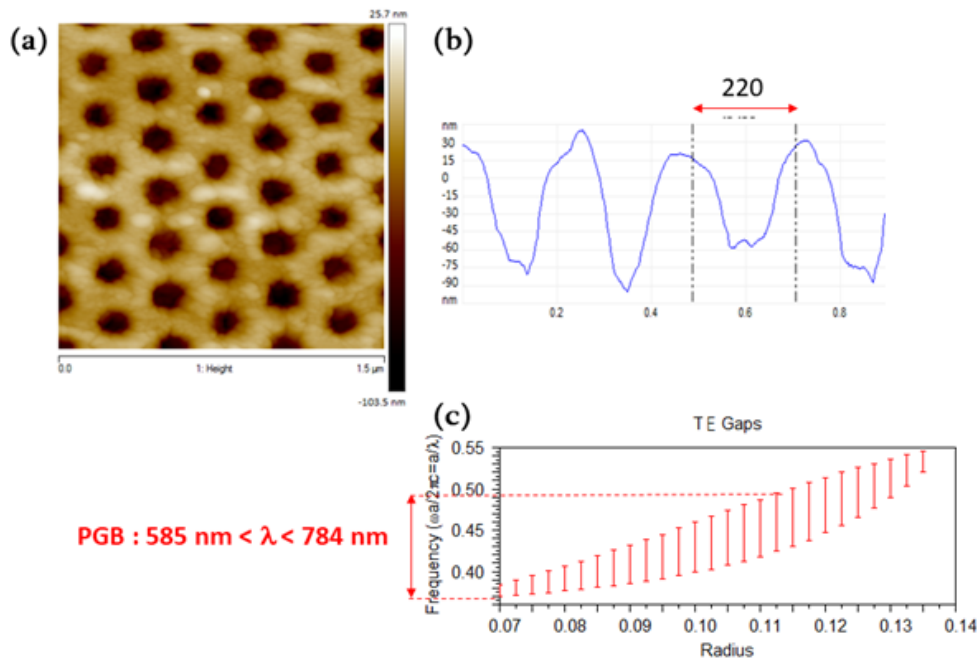 25.7 nm
(a)
(b)
220
nm
30
15
0
-15
-30
-45
-60
-75
-90
nm
0.2
0.4
0.6
0.8
0.0
1: Height
1.5 µm
-103.5 nm
(c)
TE Gaps
Frequency (ωa/2πc=a/λ)
0.55
0.50
0.45
0.40
PGB : 585 nm < λ < 784 nm
0.07
0.08
0.09
0.10
0.11
0.12
0.13
0.14
Radius